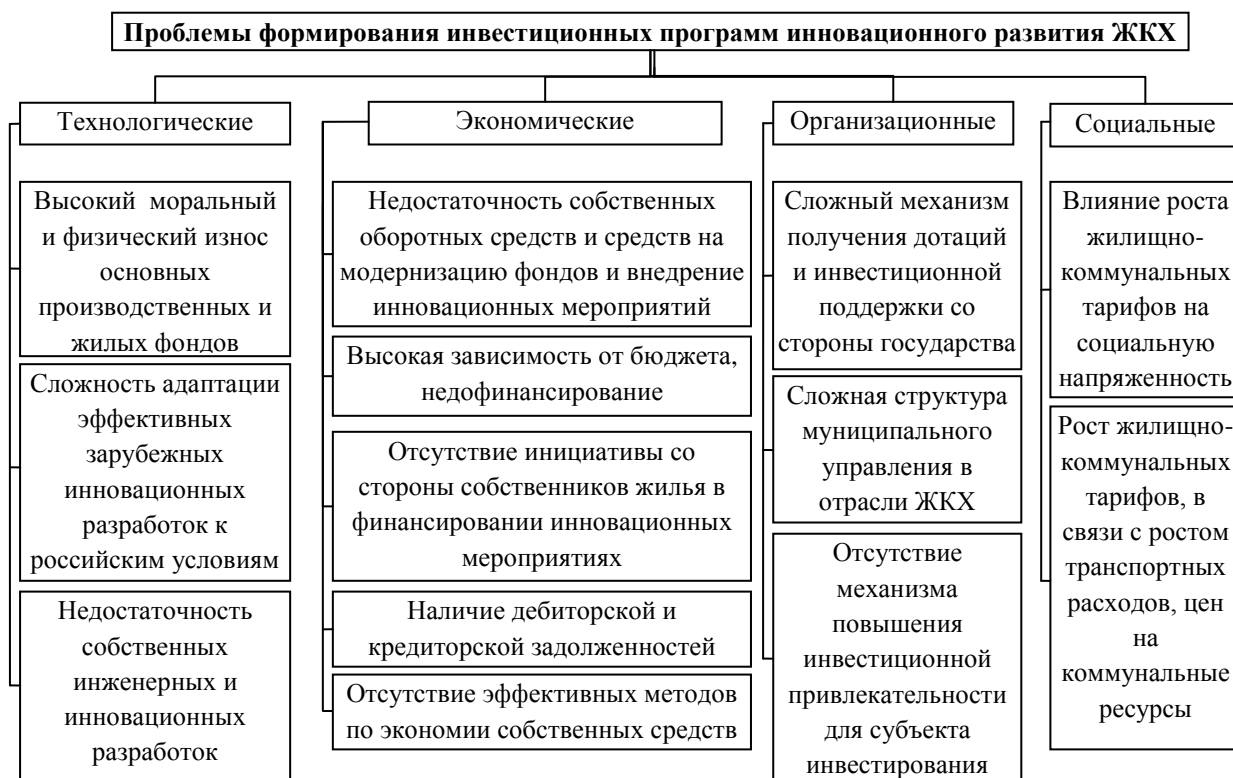 Проблемы формирования инвестиционных программ инновационного развития ЖКХ
Технологические
Высокий моральный
и физический износ
основных
производственных и
жилых фондов
Сложность адаптации
эффективных
зарубежных
инновационных
разработок к
российским условиям
Недостаточность
собственных
инженерных и
инновационных
разработок
Экономические
Недостаточность собственных
оборотных средств и средств на
модернизацию фондов и внедрение
инновационных мероприятий
Высокая зависимость от бюджета,
недофинансирование
Отсутствие инициативы со
стороны собственников жилья в
финансировании инновационных
мероприятиях
Наличие дебиторской и
кредиторской задолженностей
Отсутствие эффективных методов
по экономии собственных средств
Организационные
Сложный механизм
получения дотаций
и инвестиционной
поддержки со
стороны государства
Сложная структура
муниципального
управления в
отрасли ЖКХ
Отсутствие
механизма
повышения
инвестиционной
привлекательности
для субъекта
инвестирования
Социальные
Влияние роста
жилищно-
коммунальных
тарифов на
социальную
напряженность
Рост жилищно-
коммунальных
тарифов, в
связи с ростом
транспортных
расходов, цен
на
коммунальные
ресурсы